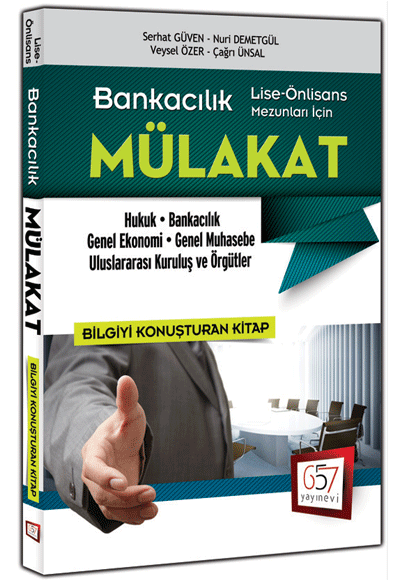 Serhat GÜVEN - Nuri DEMETGÜL
Veysel ÖZER - Çağrı ÜNSAL
Bankacılık
Lise-Önlisans
Mezunları İçin
MÜLAKAT
Hukuk • Bankacılık
Genel Ekonomi • Genel Muhasebe
Uluslararası Kuruluş ve Örgütler
BİLGİYİ KONUŞTURAN KİTAP
657
yayınevi
Lise-
Önlisans
Bankacılık
MÜLAKAT
BİLGİYİ KONUŞTURAN KİTAP
657